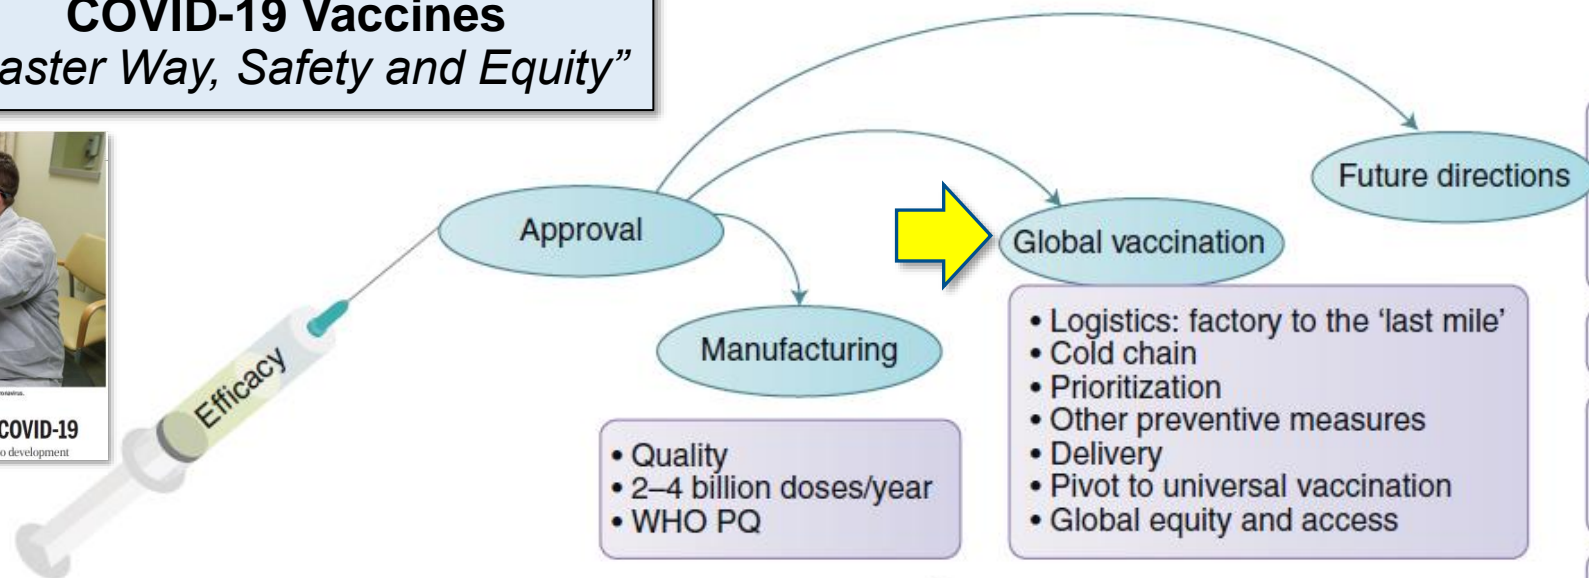 COVID-19 Vaccines
aster Way, Safety and Equity”
COVID-19
o development
Efficacy
Approval
Manufacturing
• Quality
• 2–4 billion doses/year
• WHO PQ
Global vaccination
• Logistics: factory to the ‘last mile’
• Cold chain
• Prioritization
• Other preventive measures
• Delivery
• Pivot to universal vaccination
• Global equity and access
Future directions